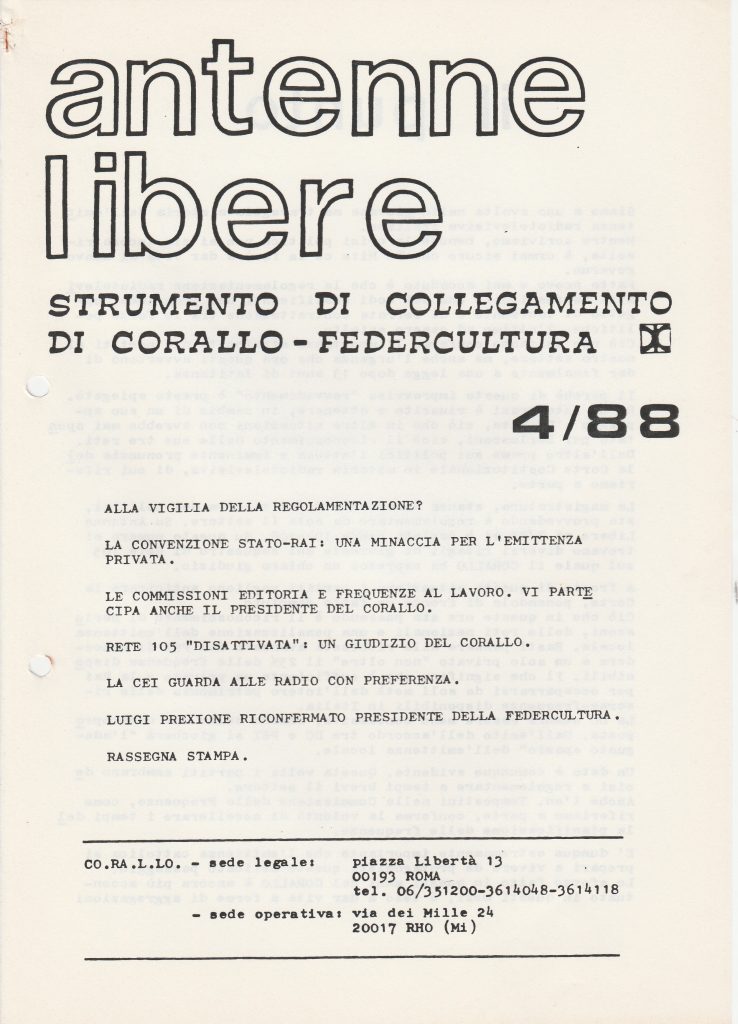 antenne
libere
STRUMENTO DI COLLEGAMENTO
DI CORALLO-FEDERCULTURA
4/88
ALLA VIGILIA DELLA REGOLAMENTAZIONE?
LA CONVENZIONE STATO-RAI: UNA MINACCIA PER L'EMITTENZA
PRIVATA.
LE COMMISSIONI EDITORIA E FREQUENZE AL LAVORO. VI PARTE
CIPA ANCHE IL PRESIDENTE DEL CORALLO.
RETE 105 "DISATTIVATA": UN GIUDIZIO DEL CORALLO.
LA CEI GUARDA ALLE RADIO CON PREFERENZA.
LUIGI PREXIONE RICONFERMATO PRESIDENTE DELLA FEDERCULTURA.
RASSEGNA STAMPA.
CO.RA.L.LO. - sede legale: piazza Libertà 13
00193 ROMA
tel. 06/351200-3614048-3614118
- sede operativa: via dei Mille 24
20017 RHO (Mi)